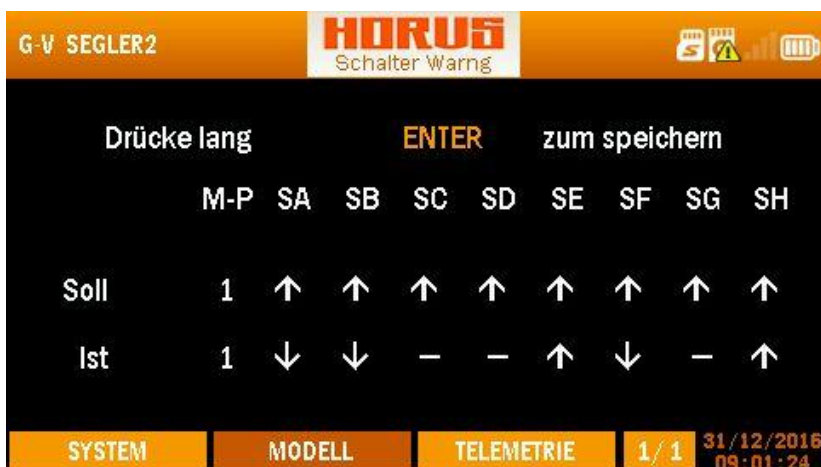 G-V SEGLER2
HORUS
Schalter Warng
Drücke lang ENTER zum speichern
M-P SA SB SC SD SE SF SG SH
Soll 1 ↑ ↑ ↑ ↑ ↑ ↑ ↑ ↑
Ist 1 ↓ ↓ – – ↑ ↓ – ↑
SYSTEM MODELL TELEMETRIE 1/1 31/12/2016
09:01:24